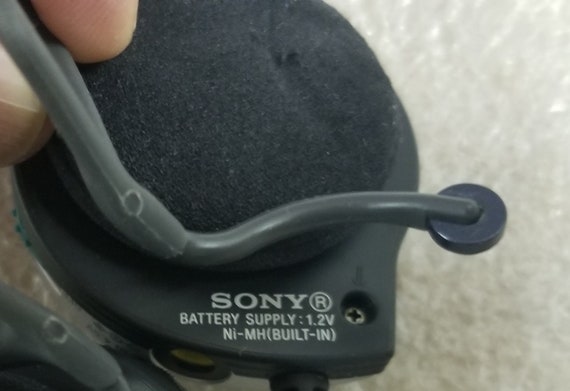 SONY®
BATTERY SUPPLY:1.2V
Ni-MH(BUILT-IN)